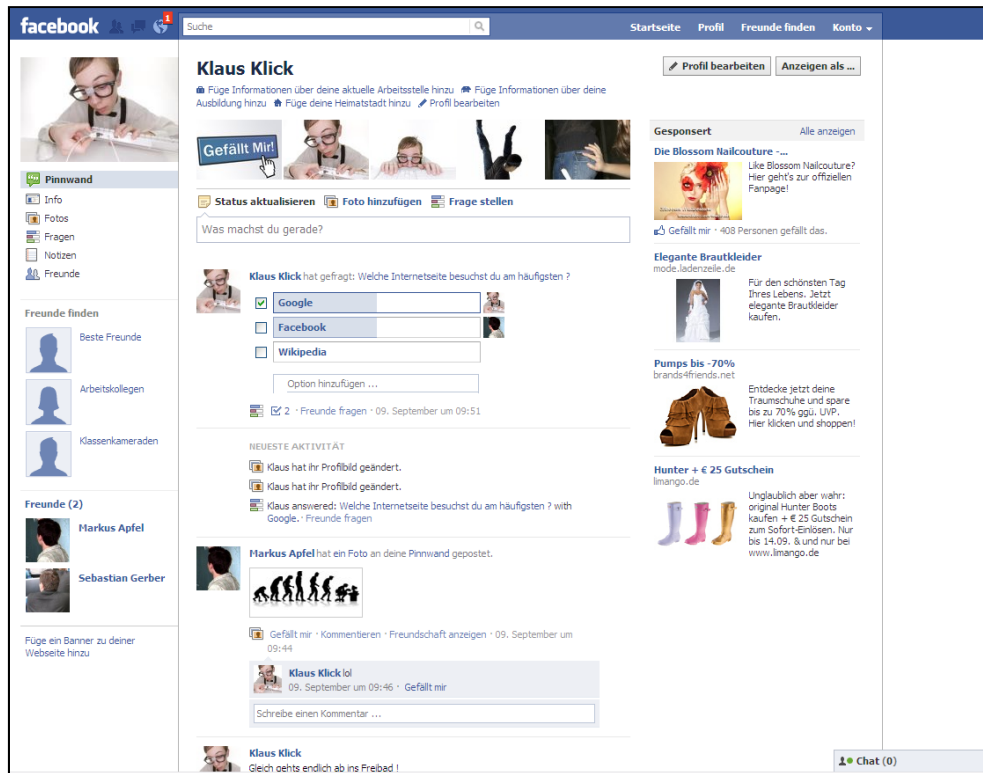 facebook
1
Suche
Startseite Profil Freunde finden Konto
Klaus Klick
Profil bearbeiten Anzeigen als ...
Füge Informationen über deine aktuelle Arbeitsstelle hinzu Füge Informationen über deine
Ausbildung hinzu Füge deine Heimatstadt hinzu Profil bearbeiten
Gefällt Mir!
Pinnwand
Info
Fotos
Fragen
Notizen
Freunde
Freunde finden
Beste Freunde
Arbeitskollegen
Klassenkameraden
Freunde (2)
Markus Apfel
Sebastian Gerber
Füge ein Banner zu deiner
Webseite hinzu
Status aktualisieren Foto hinzufügen Frage stellen
Was machst du gerade?
Klaus Klick hat gefragt: Welche Internetseite besuchst du am häufigsten ?
Google
Facebook
Wikipedia
Option hinzufügen ...
2 · Freunde fragen · 09. September um 09:51
NEUESTE AKTIVITÄT
Klaus hat ihr Profilbild geändert.
Klaus hat ihr Profilbild geändert.
Klaus answered: Welche Internetseite besuchst du am häufigsten ? with
Google. · Freunde fragen
Markus Apfel hat ein Foto an deine Pinnwand gepostet.
Gefällt mir · Kommentieren · Freundschaft anzeigen · 09. September um
09:44
Klaus Klick lol
09. September um 09:46 · Gefällt mir
Schreibe einen Kommentar ...
Klaus Klick
Gleich gehts endlich ab ins Freibad !
Gesponsert Alle anzeigen
Die Blossom Nailcouture -...
Like Blossom Nailcouture?
Hier geht's zur offiziellen
Fanpage!
Gefällt mir · 408 Personen gefällt das.
Elegante Brautkleider
mode.ladenzeile.de
Für den schönsten Tag
Ihres Lebens. Jetzt
elegante Brautkleider
kaufen.
Pumps bis -70%
brands4friends.net
Entdecke jetzt deine
Traumschuhe und spare
bis zu 70% ggü. UVP.
Hier klicken und shoppen!
Hunter + € 25 Gutschein
limango.de
Unglaublich aber wahr:
original Hunter Boots
kaufen + € 25 Gutschein
zum Sofort-Einlösen. Nur
bis 14.09. & und nur bei
www.limango.de
Chat (0)